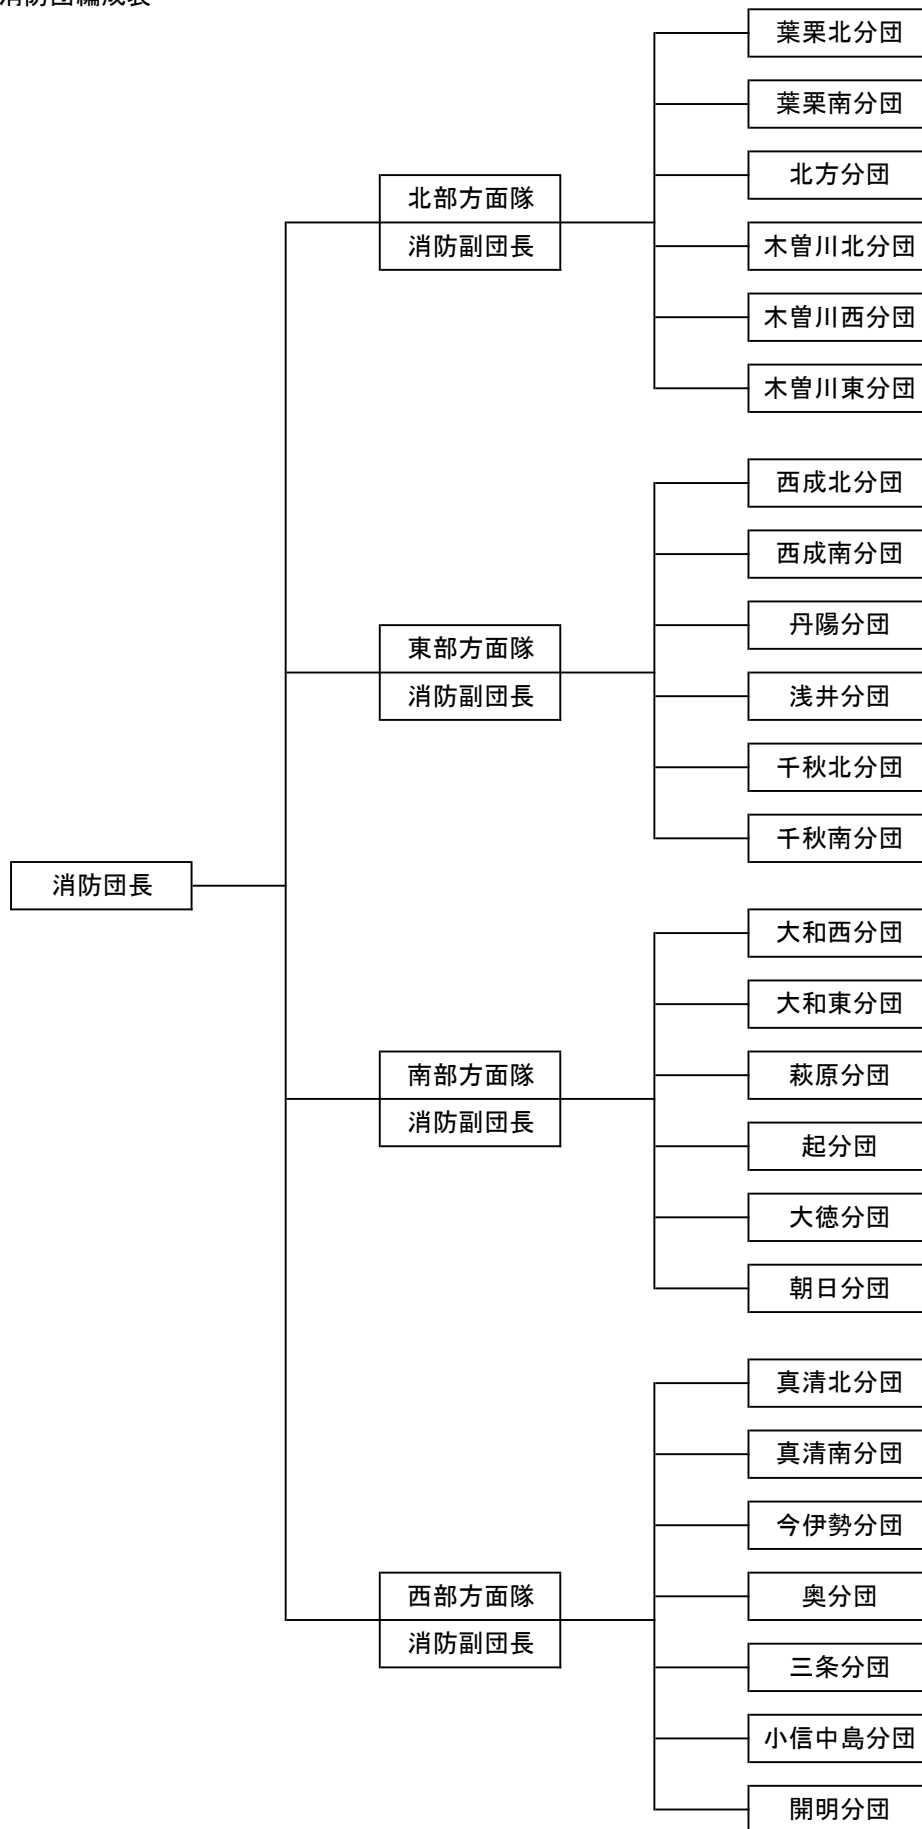 消防団編成表
葉栗北分団
葉栗南分団
北方分団
北部方面隊
消防副団長
木曽川北分団
木曽川西分団
木曽川東分団
西成北分団
西成南分団
丹陽分団
東部方面隊
消防副団長
浅井分団
千秋北分団
千秋南分団
消防団長
大和西分団
大和東分団
南部方面隊
消防副団長
萩原分団
起分団
大徳分団
朝日分団
真清北分団
真清南分団
今伊勢分団
西部方面隊
消防副団長
奥分団
三条分団
小信中島分団
開明分団